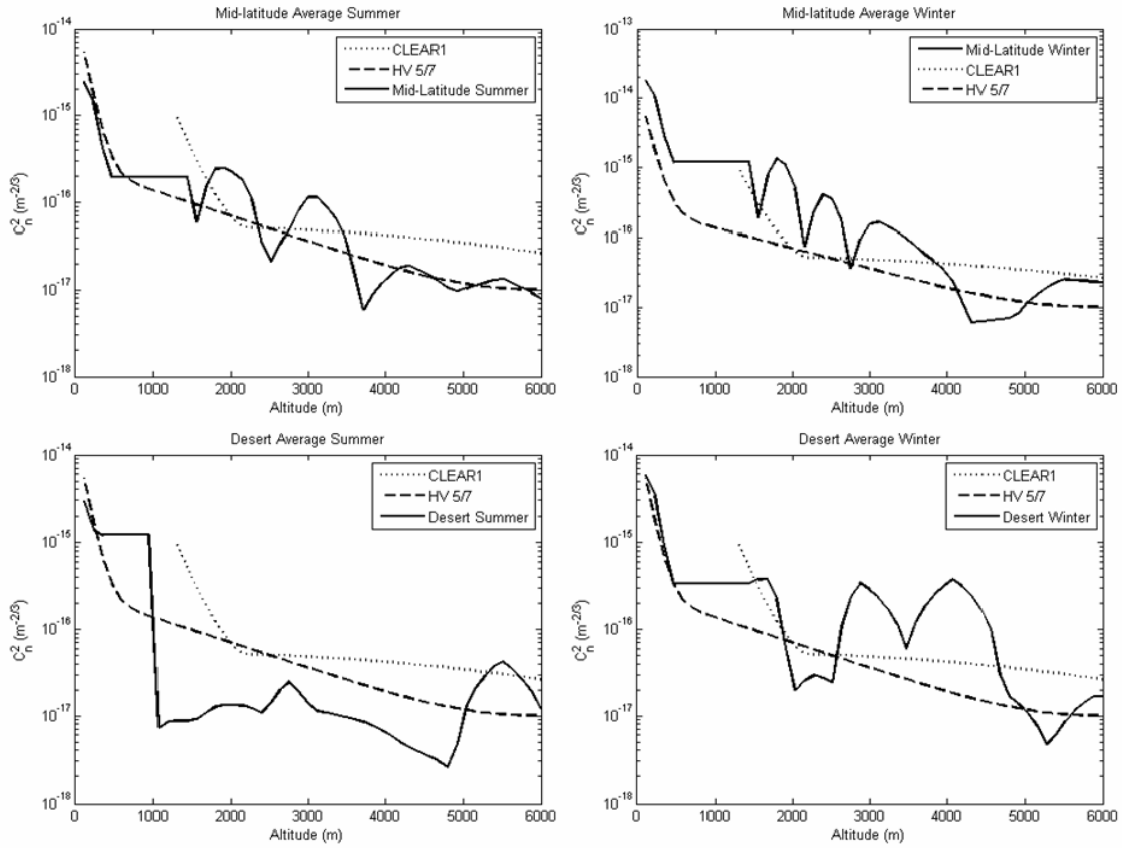 Mid-latitude Average Summer
10^-14
10^-15
10^-16
10^-17
10^-18
C_n^2 (m^-2/3)
CLEAR1
HV 5/7
Mid-Latitude Summer
0 1000 2000 3000 4000 5000 6000
Altitude (m)
Mid-latitude Average Winter
10^-13
10^-14
10^-15
10^-16
10^-17
10^-18
C_n^2 (m^-2/3)
Mid-Latitude Winter
CLEAR1
HV 5/7
0 1000 2000 3000 4000 5000 6000
Altitude (m)
Desert Average Summer
10^-14
10^-15
10^-16
10^-17
10^-18
C_n^2 (m^-2/3)
CLEAR1
HV 5/7
Desert Summer
0 1000 2000 3000 4000 5000 6000
Altitude (m)
Desert Average Winter
10^-14
10^-15
10^-16
10^-17
10^-18
C_n^2 (m^-2/3)
CLEAR1
HV 5/7
Desert Winter
0 1000 2000 3000 4000 5000 6000
Altitude (m)